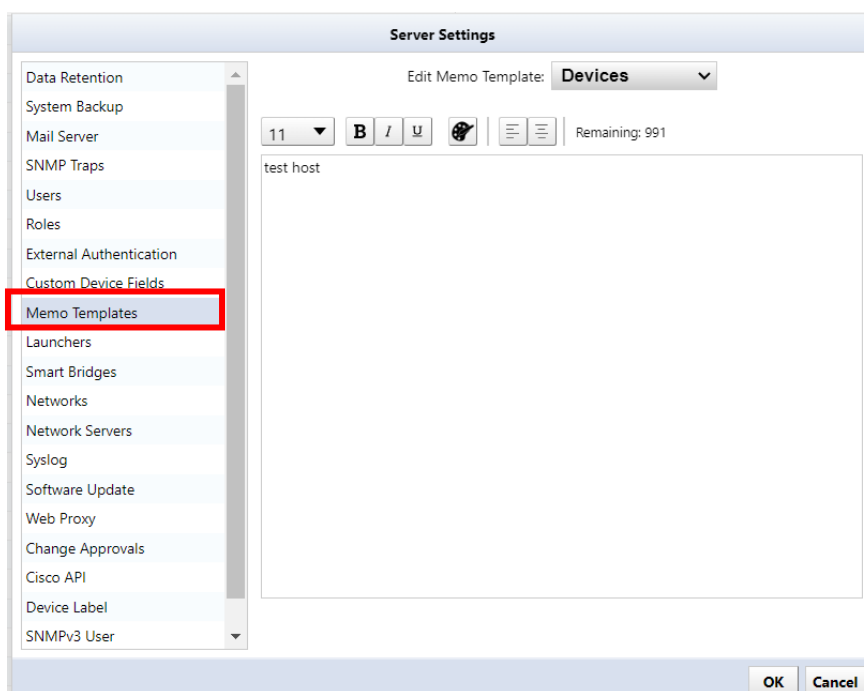 Server Settings
Data Retention
System Backup
Mail Server
SNMP Traps
Users
Roles
External Authentication
Custom Device Fields
Memo Templates
Launchers
Smart Bridges
Networks
Network Servers
Syslog
Software Update
Web Proxy
Change Approvals
Cisco API
Device Label
SNMPv3 User
Edit Memo Template: Devices
11 B I U Remaining: 991
test host
OK Cancel